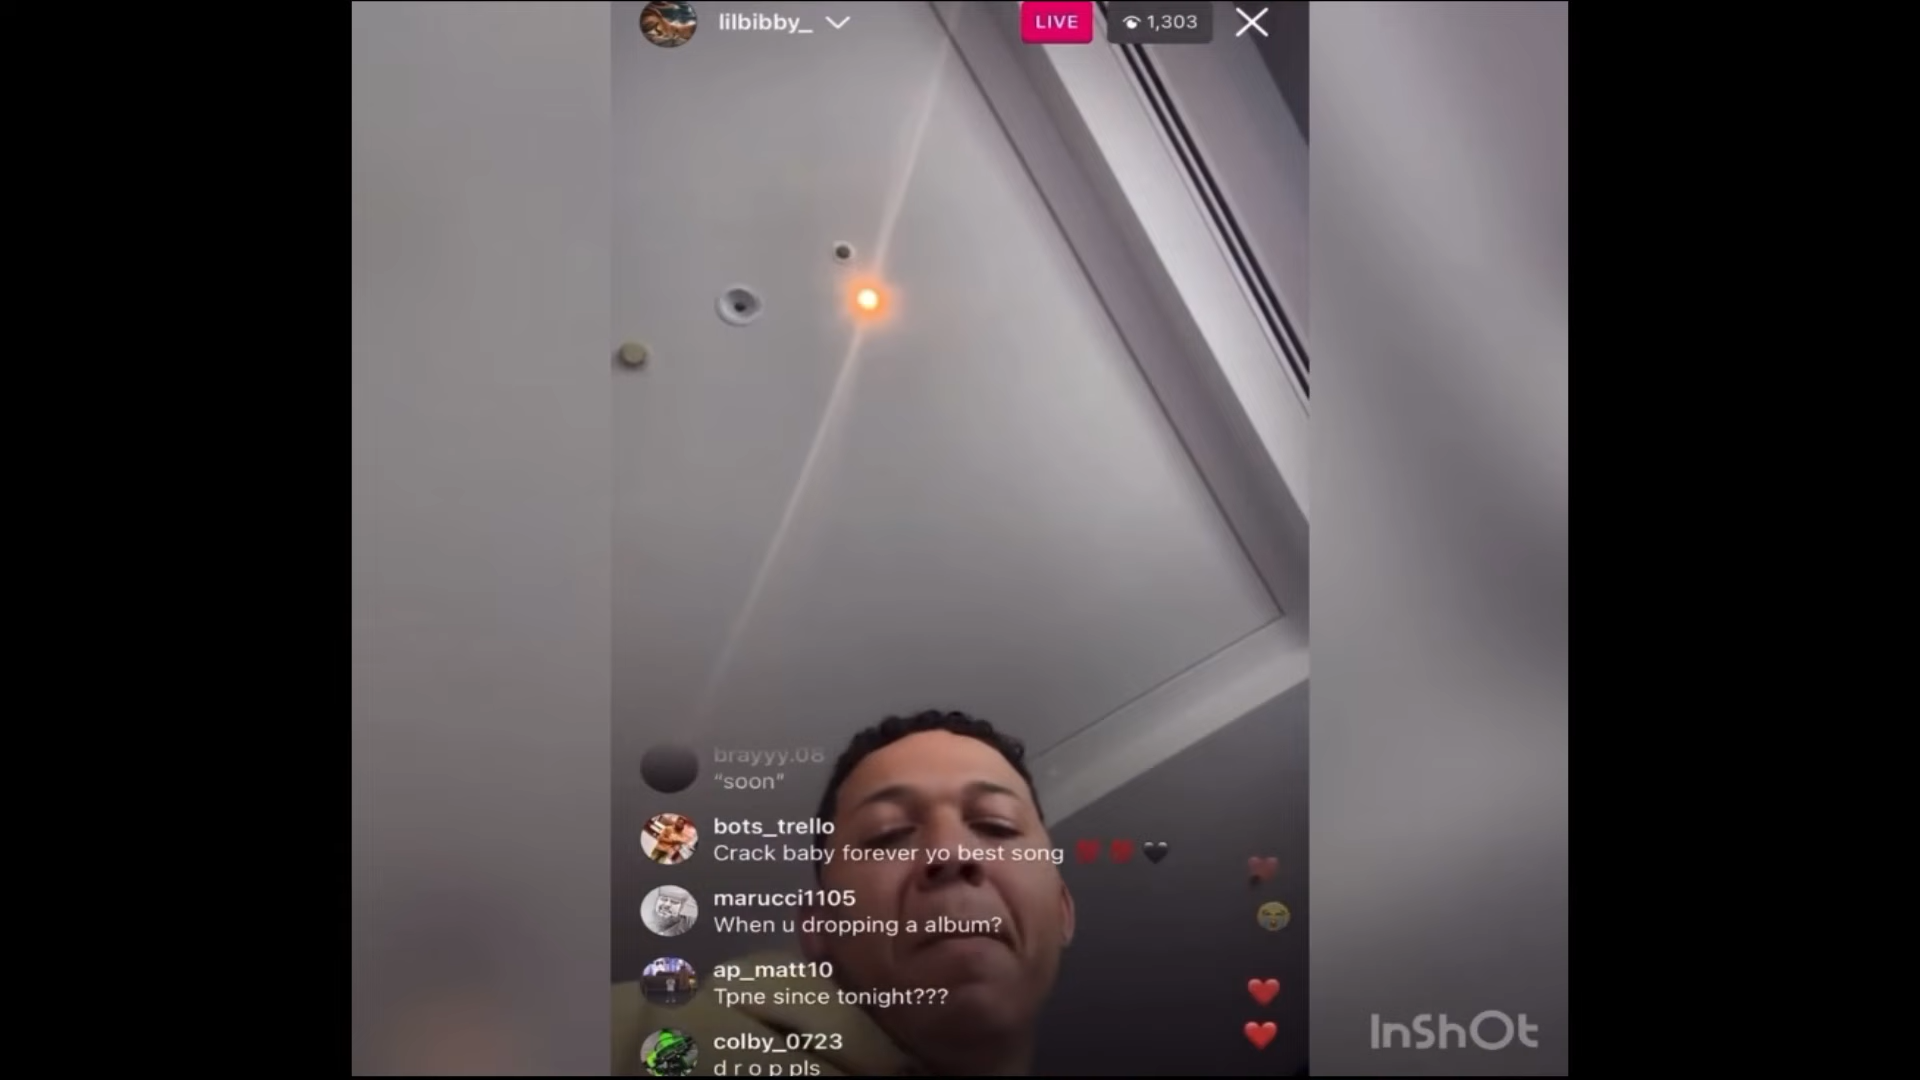 lilbibby_
LIVE
1,303
brayyy.08
“soon”
bots_trello
Crack baby forever yo best song
marucci1105
When u dropping a album?
ap_matt10
Tpne since tonight???
colby_0723
d r o p pls
InShOt